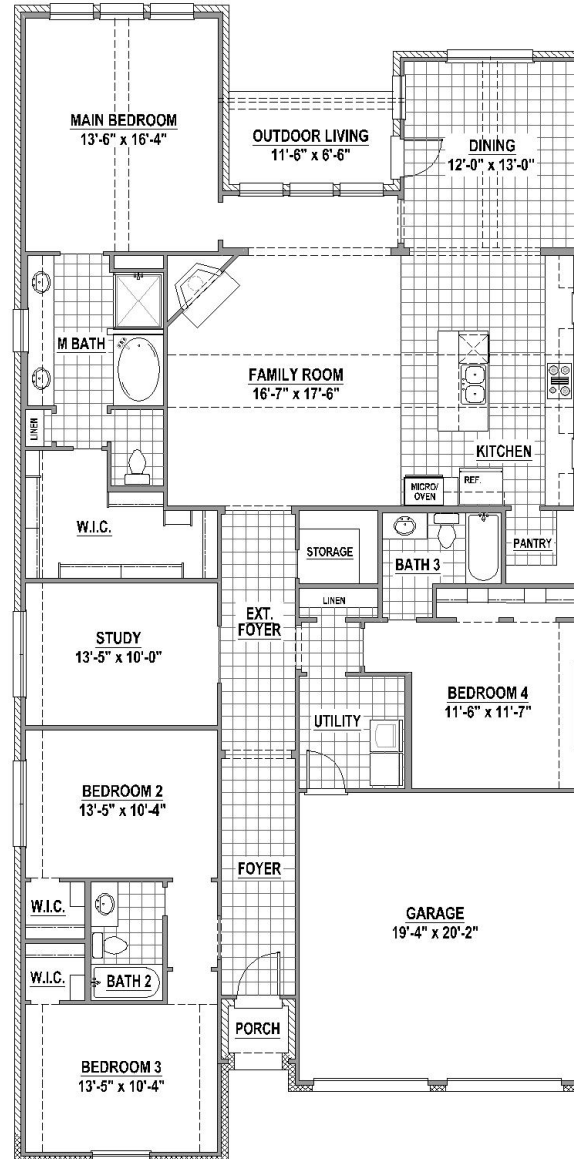 MAIN BEDROOM
13'-6" x 16'-4"
OUTDOOR LIVING
11'-6" x 6'-6"
DINING
12'-0" x 13'-0"
M BATH
FAMILY ROOM
16'-7" x 17'-6"
LINEN
KITCHEN
MICRO/
OVEN
REF.
W.I.C.
STORAGE
BATH 3
PANTRY
LINEN
EXT.
FOYER
STUDY
13'-5" x 10'-0"
BEDROOM 4
11'-6" x 11'-7"
UTILITY
BEDROOM 2
13'-5" x 10'-4"
FOYER
W.I.C.
GARAGE
19'-4" x 20'-2"
W.I.C.
BATH 2
PORCH
BEDROOM 3
13'-5" x 10'-4"